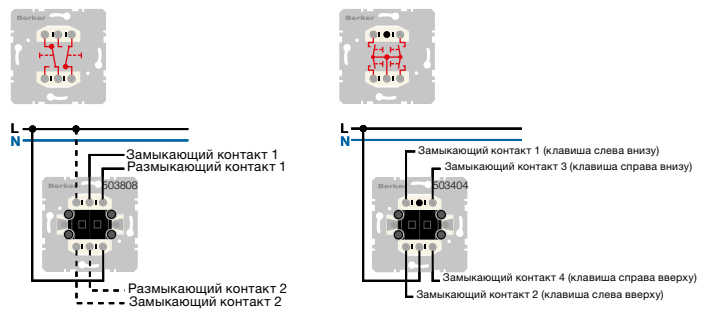 Berker
Berker
L
N
Замыкающий контакт 1
Размыкающий контакт 1
Berker 503808
Размыкающий контакт 2
Замыкающий контакт 2
L
N
Замыкающий контакт 1 (клавиша слева внизу)
Замыкающий контакт 3 (клавиша справа внизу)
Berker 503404
Замыкающий контакт 4 (клавиша справа вверху)
Замыкающий контакт 2 (клавиша слева вверху)